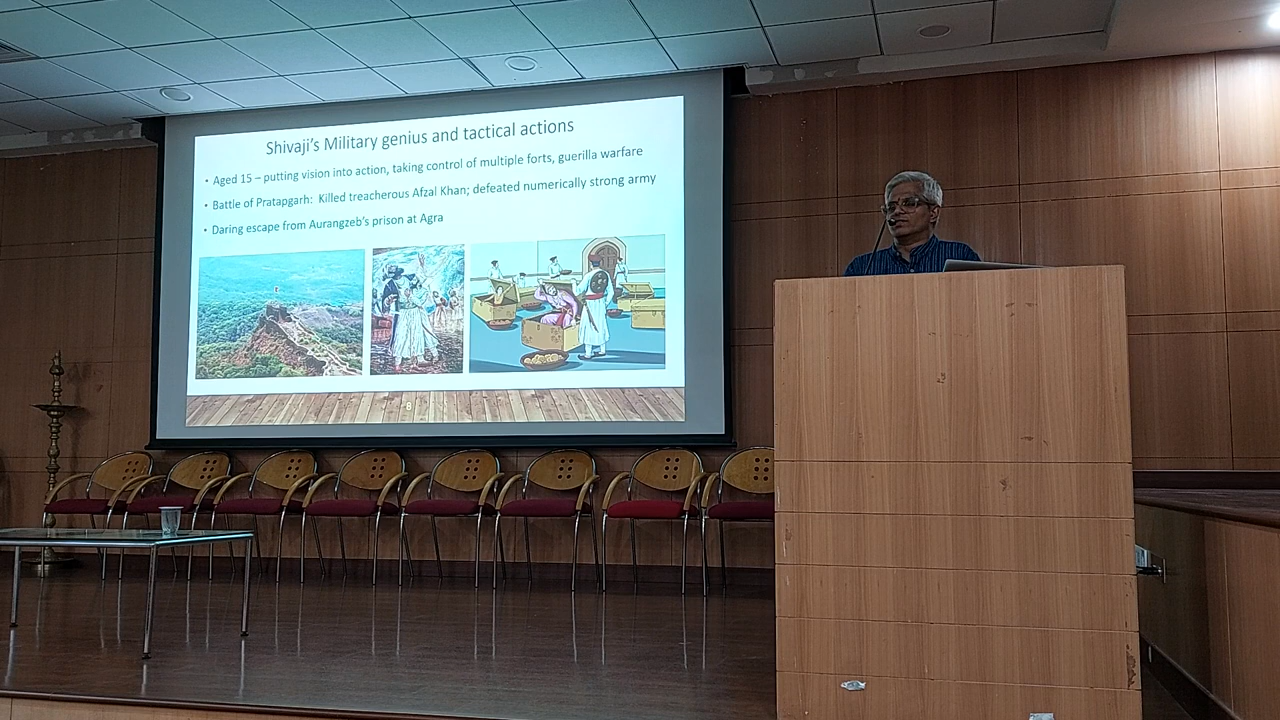 Shivaji's Military genius and tactical actions
• Aged 15 – putting vision into action, taking control of multiple forts, guerilla warfare
• Battle of Pratapgarh: Killed treacherous Afzal Khan; defeated numerically strong army
• Daring escape from Aurangzeb's prison at Agra
8